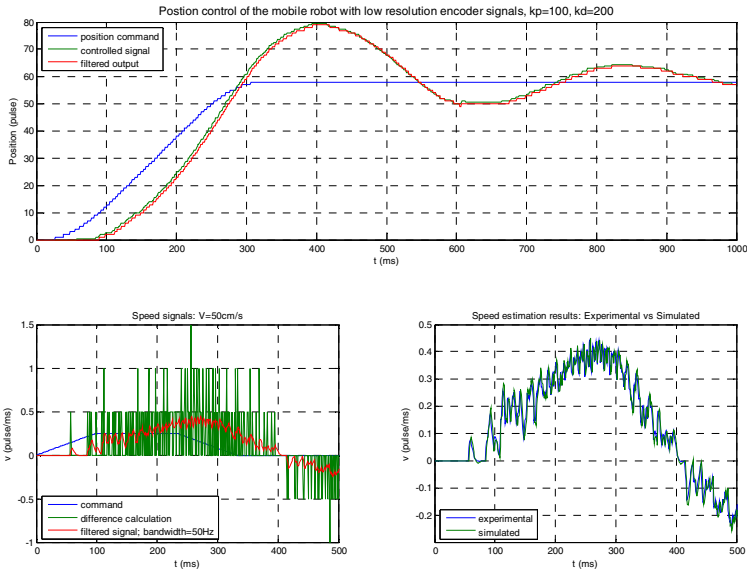 Postion control of the mobile robot with low resolution encoder signals, kp=100, kd=200
80
70
60
50
40
30
20
10
0
Position (pulse)
position command
controlled signal
filtered output
0 100 200 300 400 500 600 700 800 900 1000
t (ms)
Speed signals: V=50cm/s
1.5
1
0.5
0
-0.5
-1
v (pulse/ms)
command
difference calculation
filtered signal; bandwidth=50Hz
0 100 200 300 400 500
t (ms)
Speed estimation results: Experimental vs Simulated
0.5
0.4
0.3
0.2
0.1
0
-0.1
-0.2
v (pulse/ms)
experimental
simulated
0 100 200 300 400 500
t (ms)